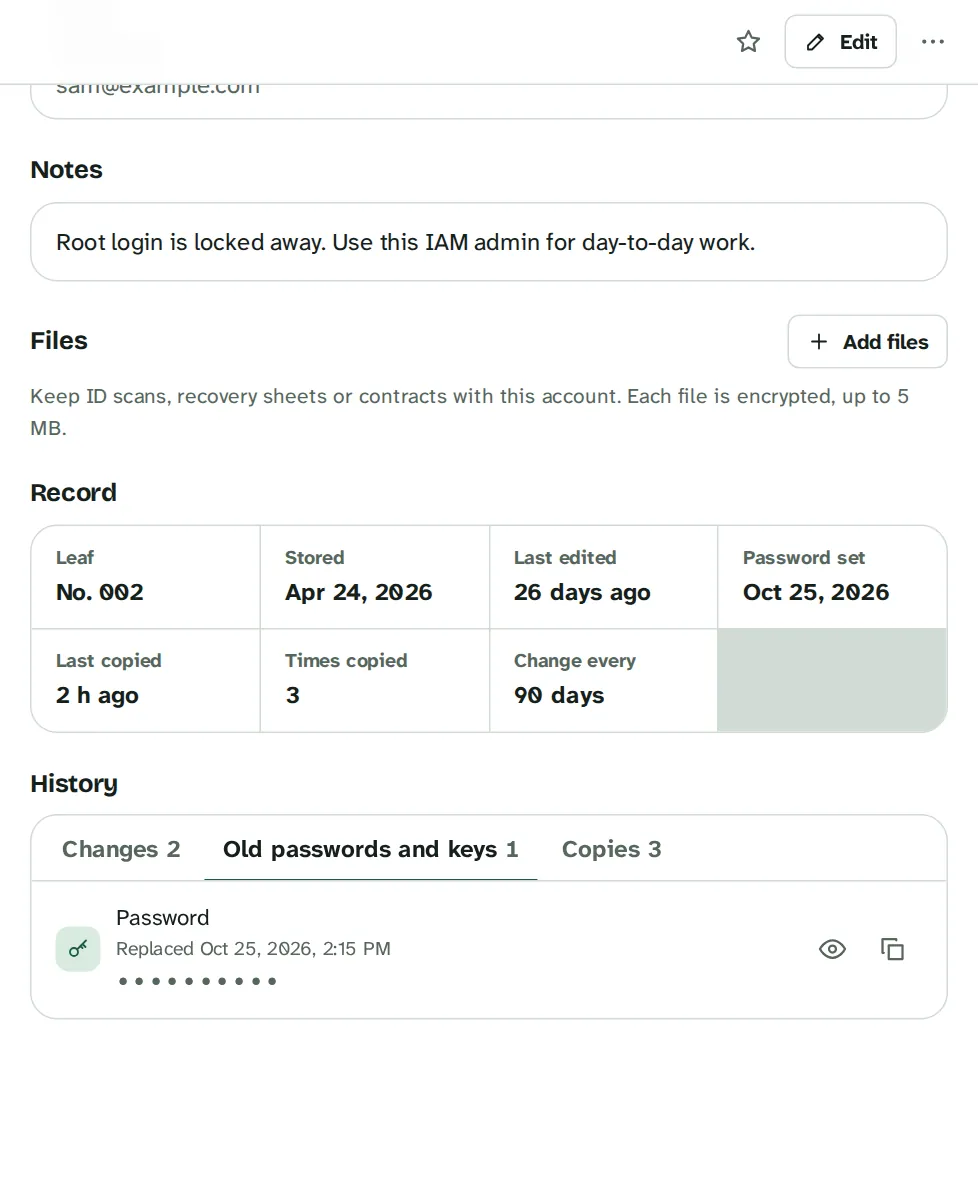 Edit
sam@example.com
Notes
Root login is locked away. Use this IAM admin for day-to-day work.
Files
Add files
Keep ID scans, recovery sheets or contracts with this account. Each file is encrypted, up to 5
MB.
Record
Leaf
No. 002
Stored
Apr 24, 2026
Last edited
26 days ago
Password set
Oct 25, 2026
Last copied
2 h ago
Times copied
3
Change every
90 days
History
Changes 2
Old passwords and keys 1
Copies 3
Password
Replaced Oct 25, 2026, 2:15 PM